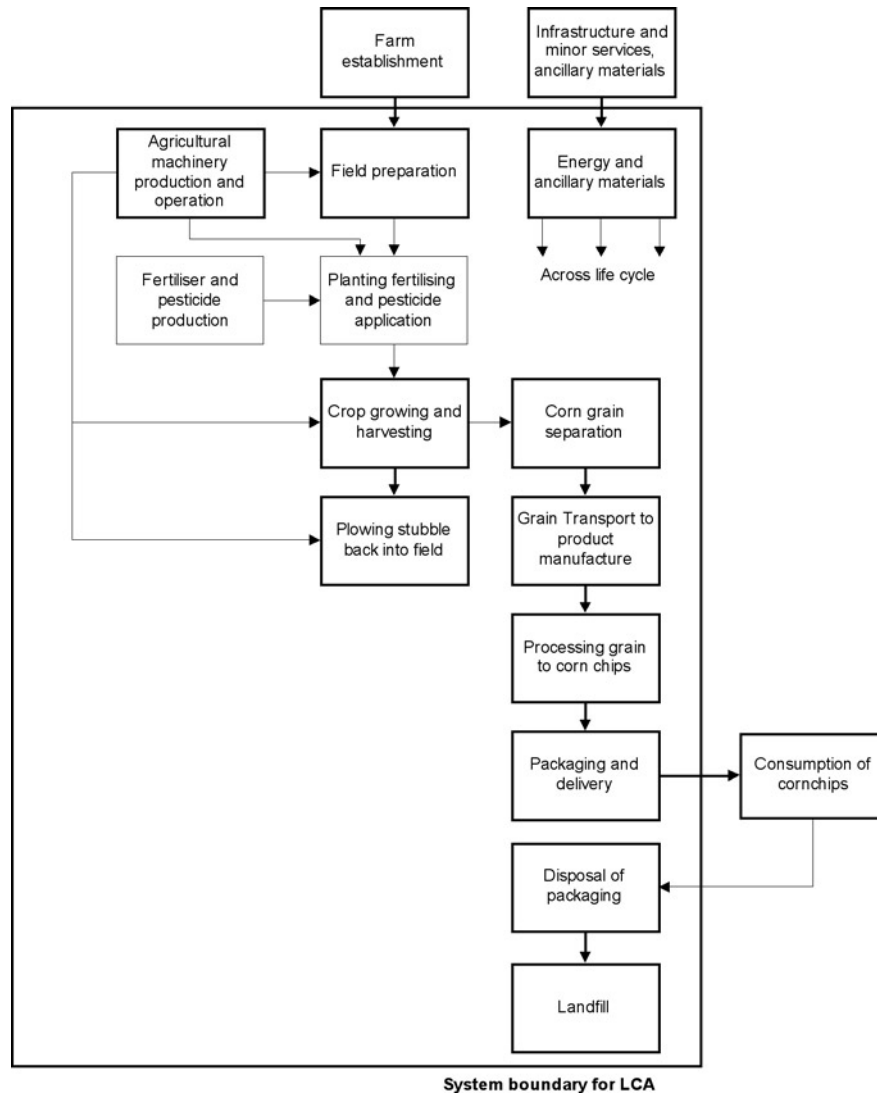 Farm
establishment
Infrastructure and
minor services,
ancillary materials
Agricultural
machinery
production and
operation
Field preparation
Energy and
ancillary materials
Fertiliser and
pesticide
production
Planting fertilising
and pesticide
application
Across life cycle
Crop growing and
harvesting
Corn grain
separation
Plowing stubble
back into field
Grain Transport to
product
manufacture
Processing grain
to corn chips
Packaging and
delivery
Consumption of
cornchips
Disposal of
packaging
Landfill
System boundary for LCA